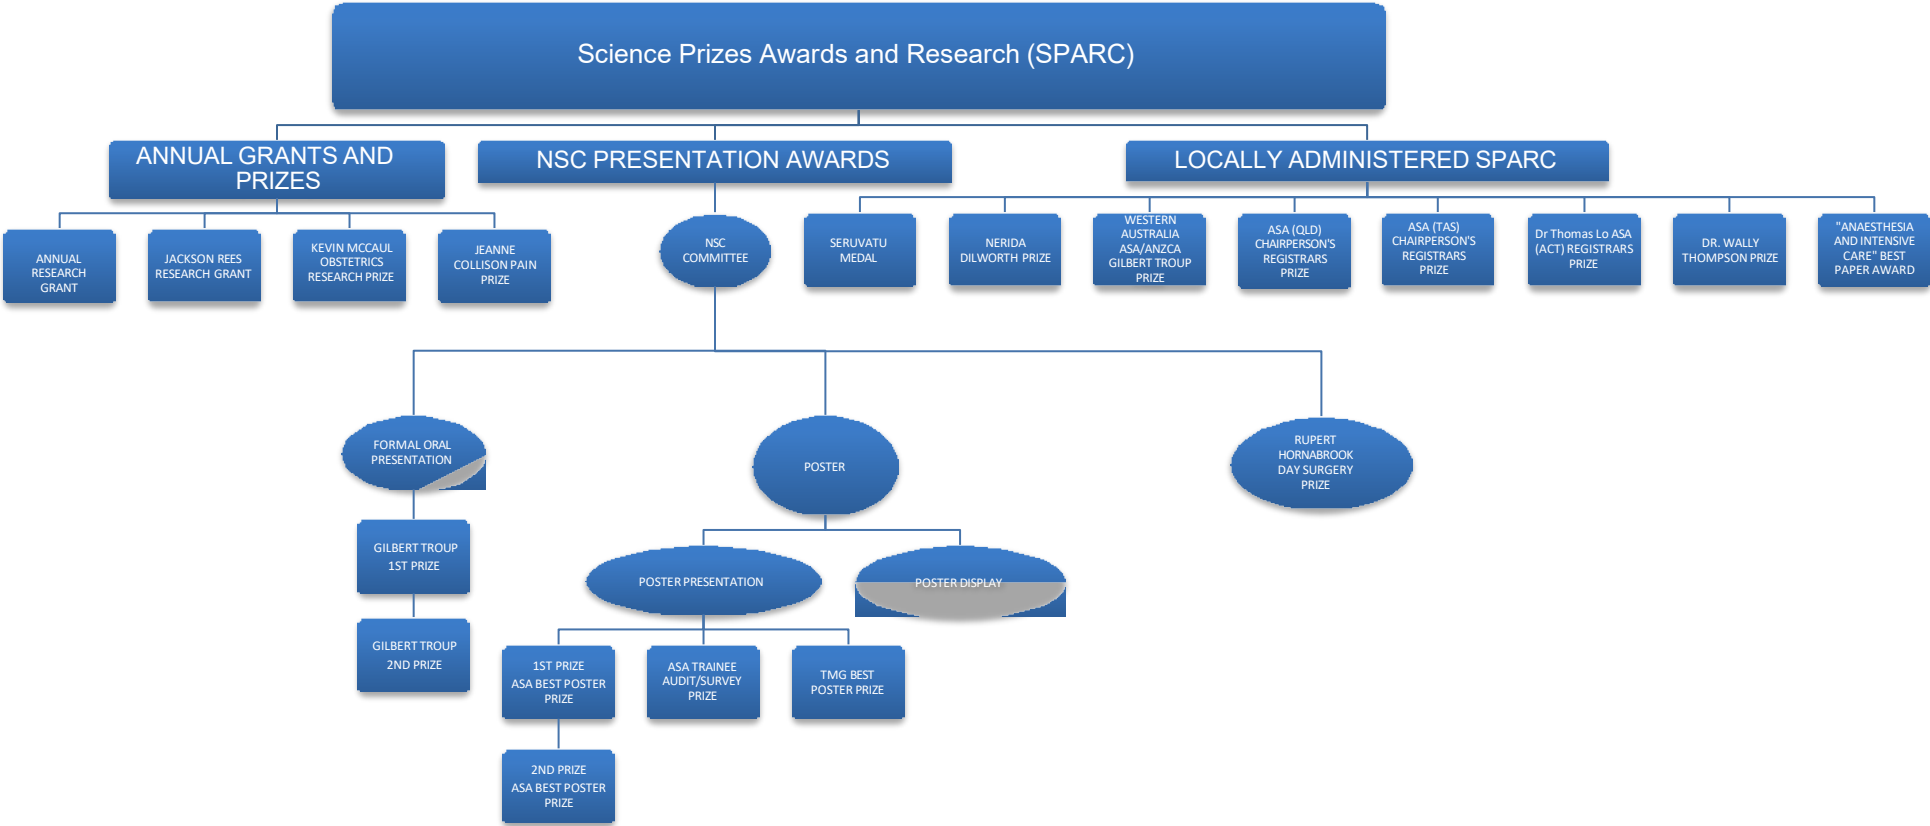 Science Prizes Awards and Research (SPARC)
ANNUAL GRANTS AND
PRIZES
NSC PRESENTATION AWARDS
LOCALLY ADMINISTERED SPARC
ANNUAL
RESEARCH
GRANT
JACKSON REES
RESEARCH GRANT
KEVIN MCCAUL
OBSTETRICS
RESEARCH PRIZE
JEANNE
COLLISON PAIN
PRIZE
NSC
COMMITTEE
SERUVATU
MEDAL
NERIDA
DILWORTH PRIZE
WESTERN
AUSTRALIA
ASA/ANZCA
GILBERT TROUP
PRIZE
ASA (QLD)
CHAIRPERSON'S
REGISTRARS
PRIZE
ASA (TAS)
CHAIRPERSON'S
REGISTRARS
PRIZE
Dr Thomas Lo ASA
(ACT) REGISTRARS
PRIZE
DR. WALLY
THOMPSON PRIZE
"ANAESTHESIA
AND INTENSIVE
CARE" BEST
PAPER AWARD
FORMAL ORAL
PRESENTATION
POSTER
RUPERT
HORNABROOK
DAY SURGERY
PRIZE
GILBERT TROUP
1ST PRIZE
GILBERT TROUP
2ND PRIZE
POSTER PRESENTATION
POSTER DISPLAY
1ST PRIZE
ASA BEST POSTER
PRIZE
ASA TRAINEE
AUDIT/SURVEY
PRIZE
TMG BEST
POSTER PRIZE
2ND PRIZE
ASA BEST POSTER
PRIZE